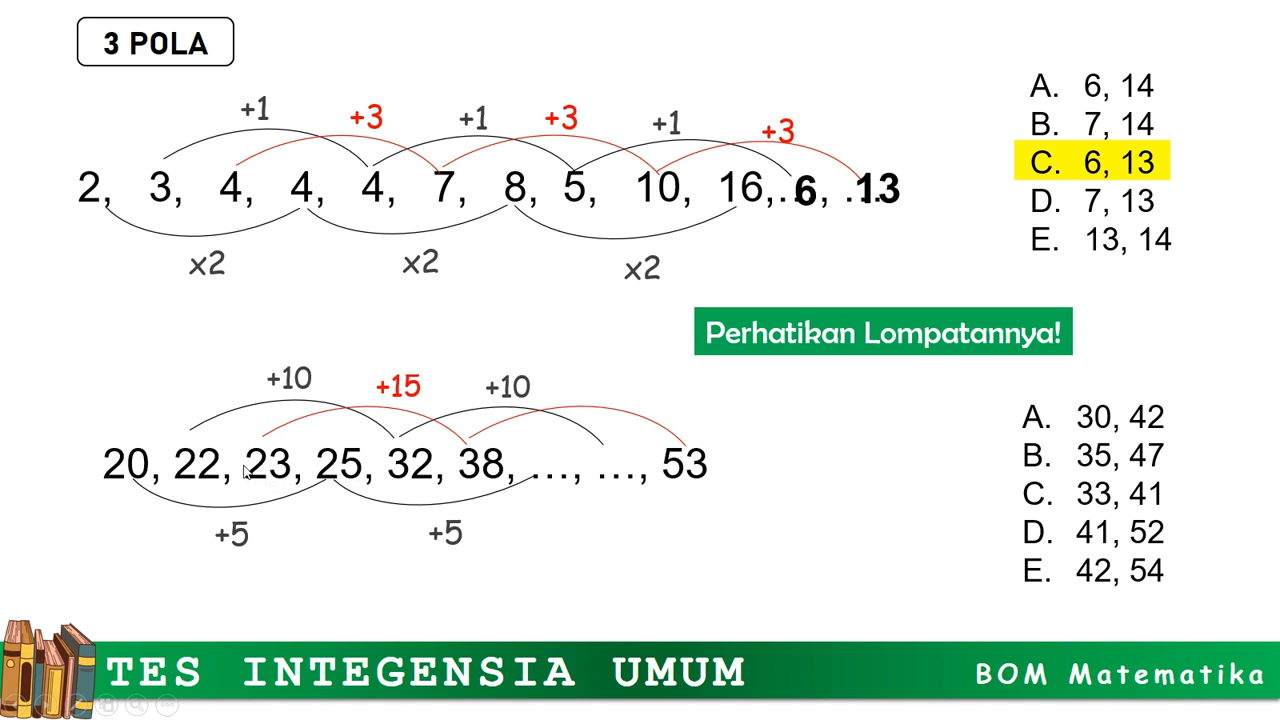 3 POLA
+1 +3 +1 +3 +1 +3
2, 3, 4, 4, 4, 7, 8, 5, 10, 16,...6, ...13
x2 x2 x2
A. 6, 14
B. 7, 14
C. 6, 13
D. 7, 13
E. 13, 14
Perhatikan Lompatannya!
+10 +15 +10
20, 22, 23, 25, 32, 38, ..., ..., 53
+5 +5
A. 30, 42
B. 35, 47
C. 33, 41
D. 41, 52
E. 42, 54
TES INTEGENSIA UMUM
BOM Matematika